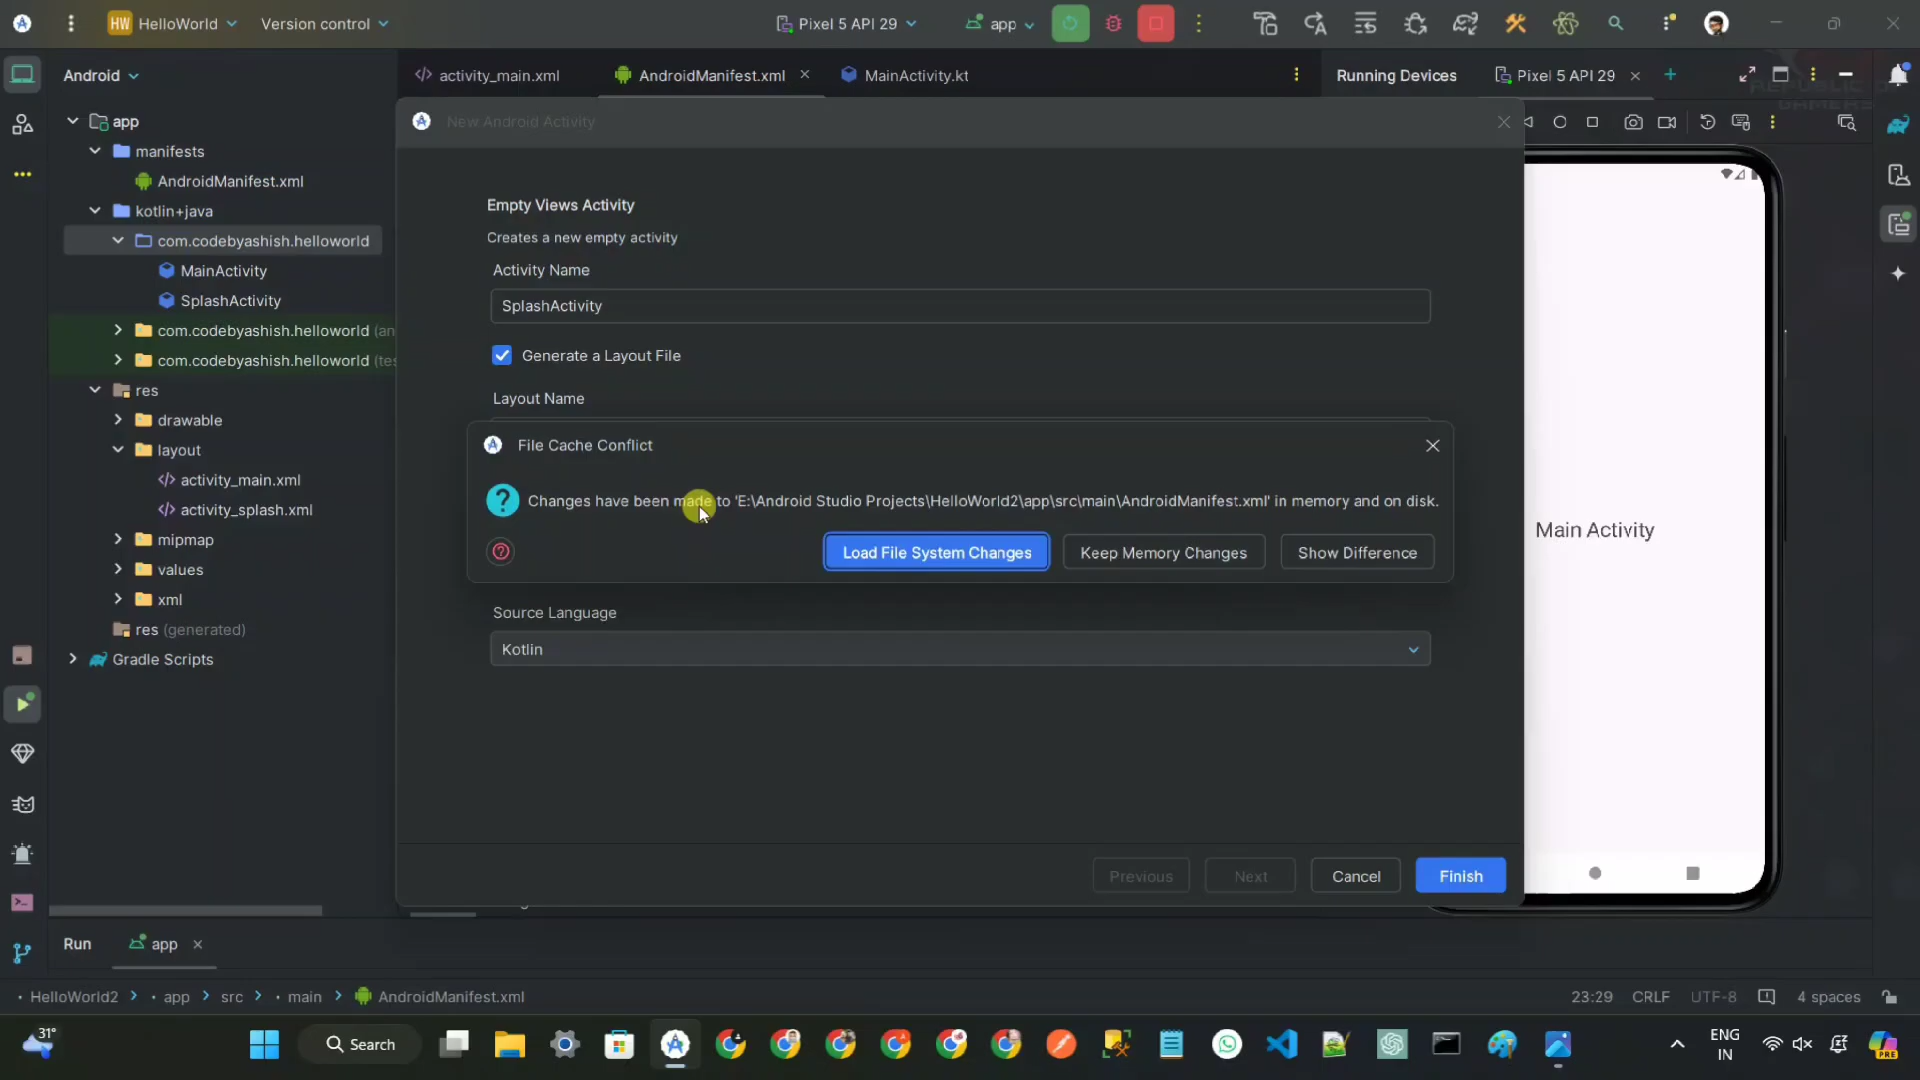 HW HelloWorld Version control Pixel 5 API 29 app
Android activity_main.xml AndroidManifest.xml MainActivity.kt Running Devices Pixel 5 API 29
New Android Activity
app
manifests
AndroidManifest.xml
kotlin+java
com.codebyashish.helloworld
MainActivity
SplashActivity
com.codebyashish.helloworld (an
com.codebyashish.helloworld (tes
res
drawable
layout
activity_main.xml
activity_splash.xml
mipmap
values
xml
res (generated)
Gradle Scripts
Empty Views Activity
Creates a new empty activity
Activity Name
SplashActivity
Generate a Layout File
Layout Name
File Cache Conflict
Changes have been made to 'E:\Android Studio Projects\HelloWorld2\app\src\main\AndroidManifest.xml' in memory and on disk.
Load File System Changes Keep Memory Changes Show Difference
Source Language
Kotlin
Previous Next Cancel Finish
Main Activity
Run app
HelloWorld2 > app > src > main > AndroidManifest.xml 23:29 CRLF UTF-8 4 spaces
31° Search ENG
IN
PRE